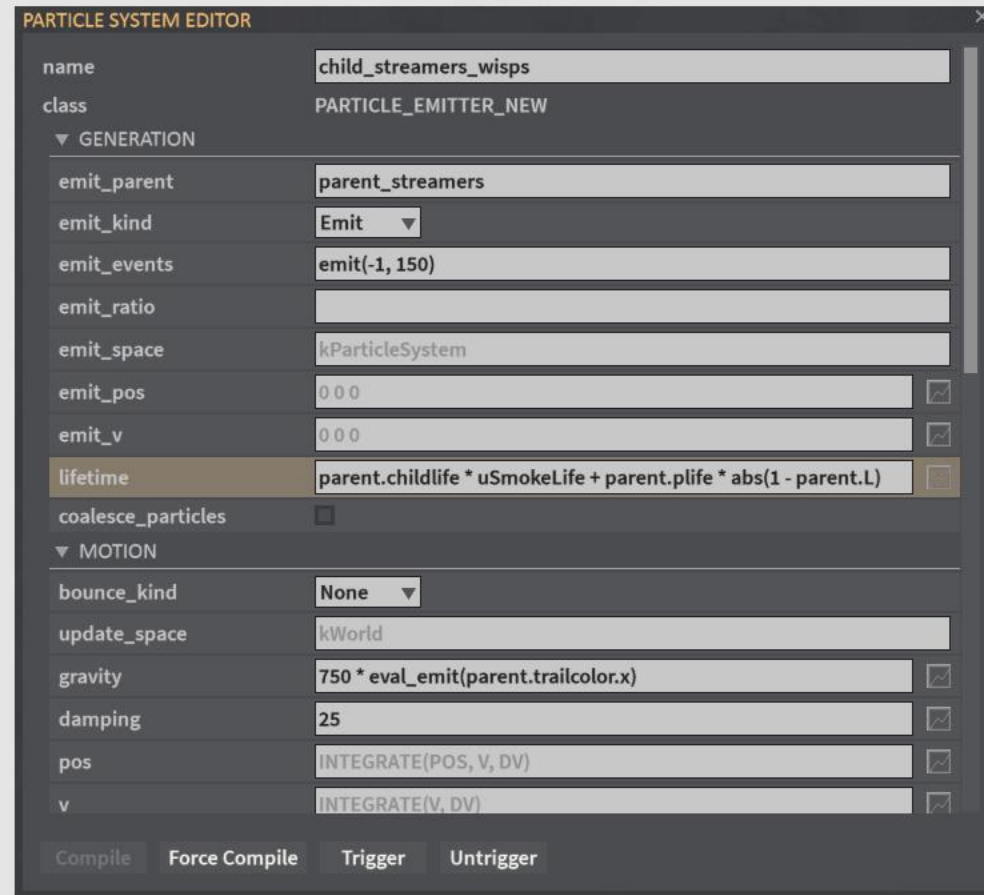 PARTICLE SYSTEM EDITOR
name child_streamers_wisps
class PARTICLE_EMITTER_NEW
GENERATION
emit_parent parent_streamers
emit_kind Emit
emit_events emit(-1, 150)
emit_ratio
emit_space kParticleSystem
emit_pos 0 0 0
emit_v 0 0 0
lifetime parent.childlife * uSmokeLife + parent.plife * abs(1 - parent.L)
coalesce_particles
MOTION
bounce_kind None
update_space kWorld
gravity 750 * eval_emit(parent.trailcolor.x)
damping 25
pos INTEGRATE(POS, V, DV)
v INTEGRATE(V, DV)
Compile Force Compile Trigger Untrigger